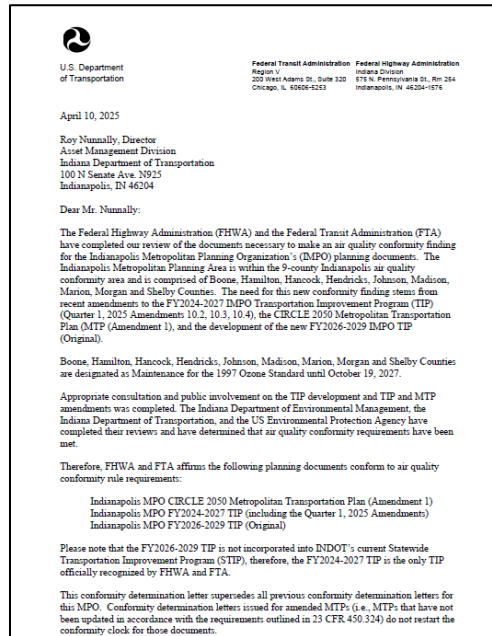 U.S. Department
of Transportation
Federal Transit Administration
Region V
200 West Adams St., Suite 320
Chicago, IL 60606-5253
Federal Highway Administration
Indiana Division
575 N. Pennsylvania St., Rm 254
Indianapolis, IN 46204-1576
April 10, 2025
Roy Nunnally, Director
Asset Management Division
Indiana Department of Transportation
100 N Senate Ave. N925
Indianapolis, IN 46204
Dear Mr. Nunnally:
The Federal Highway Administration (FHWA) and the Federal Transit Administration (FTA)
have completed our review of the documents necessary to make an air quality conformity finding
for the Indianapolis Metropolitan Planning Organization's (IMPO) planning documents. The
Indianapolis Metropolitan Planning Area is within the 9-county Indianapolis air quality
conformity area and is comprised of Boone, Hamilton, Hancock, Hendricks, Johnson, Madison,
Marion, Morgan and Shelby Counties. The need for this new conformity finding stems from
recent amendments to the FY2024-2027 IMPO Transportation Improvement Program (TIP)
(Quarter 1, 2025 Amendments 10.2, 10.3, 10.4), the CIRCLE 2050 Metropolitan Transportation
Plan (MTP (Amendment 1), and the development of the new FY2026-2029 IMPO TIP
(Original).
Boone, Hamilton, Hancock, Hendricks, Johnson, Madison, Marion, Morgan and Shelby Counties
are designated as Maintenance for the 1997 Ozone Standard until October 19, 2027.
Appropriate consultation and public involvement on the TIP development and TIP and MTP
amendments was completed. The Indiana Department of Environmental Management, the
Indiana Department of Transportation, and the US Environmental Protection Agency have
completed their reviews and have determined that air quality conformity requirements have been
met.
Therefore, FHWA and FTA affirms the following planning documents conform to air quality
conformity rule requirements:
Indianapolis MPO CIRCLE 2050 Metropolitan Transportation Plan (Amendment 1)
Indianapolis MPO FY2024-2027 TIP (including the Quarter 1, 2025 Amendments)
Indianapolis MPO FY2026-2029 TIP (Original)
Please note that the FY2026-2029 TIP is not incorporated into INDOT's current Statewide
Transportation Improvement Program (STIP), therefore, the FY2024-2027 TIP is the only TIP
officially recognized by FHWA and FTA.
This conformity determination letter supersedes all previous conformity determination letters for
this MPO. Conformity determination letters issued for amended MTPs (i.e., MTPs that have not
been updated in accordance with the requirements outlined in 23 CFR 450.324) do not restart the
conformity clock for those documents.